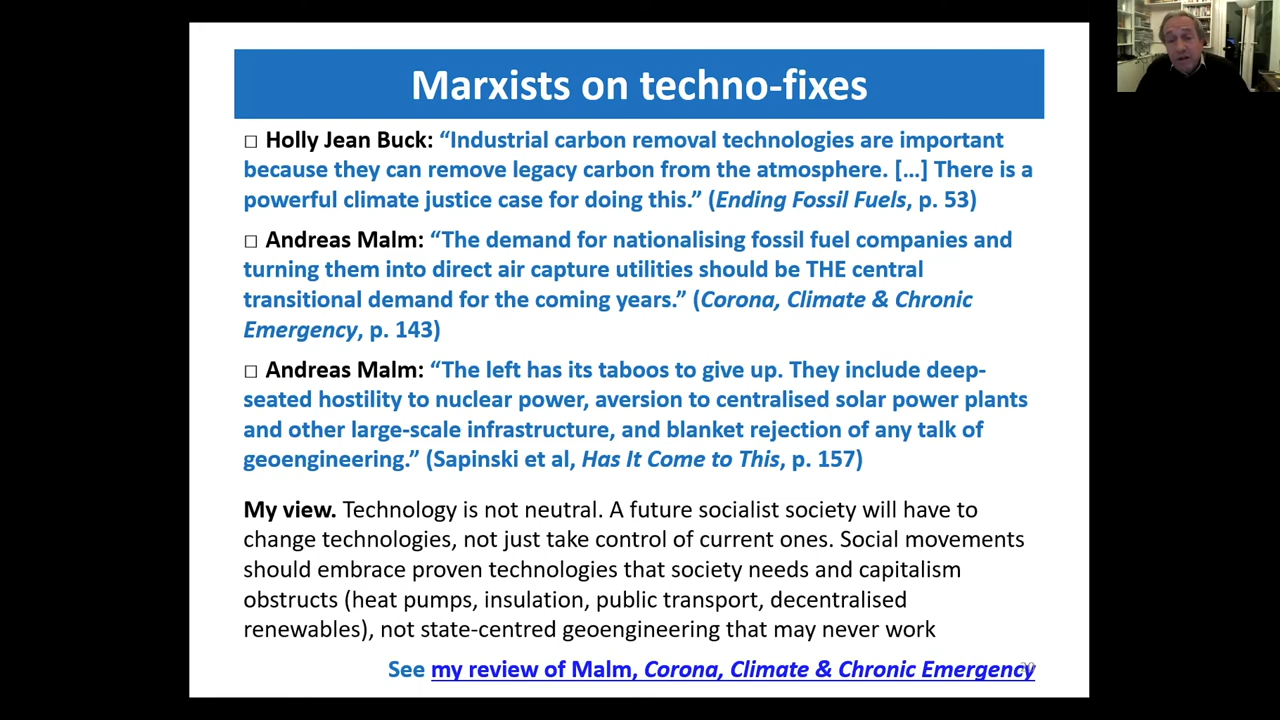 Marxists on techno-fixes
□ Holly Jean Buck: “Industrial carbon removal technologies are important
because they can remove legacy carbon from the atmosphere. […] There is a
powerful climate justice case for doing this.” (Ending Fossil Fuels, p. 53)
□ Andreas Malm: “The demand for nationalising fossil fuel companies and
turning them into direct air capture utilities should be THE central
transitional demand for the coming years.” (Corona, Climate & Chronic
Emergency, p. 143)
□ Andreas Malm: “The left has its taboos to give up. They include deep-
seated hostility to nuclear power, aversion to centralised solar power plants
and other large-scale infrastructure, and blanket rejection of any talk of
geoengineering.” (Sapinski et al, Has It Come to This, p. 157)
My view. Technology is not neutral. A future socialist society will have to
change technologies, not just take control of current ones. Social movements
should embrace proven technologies that society needs and capitalism
obstructs (heat pumps, insulation, public transport, decentralised
renewables), not state-centred geoengineering that may never work
See my review of Malm, Corona, Climate & Chronic Emergency